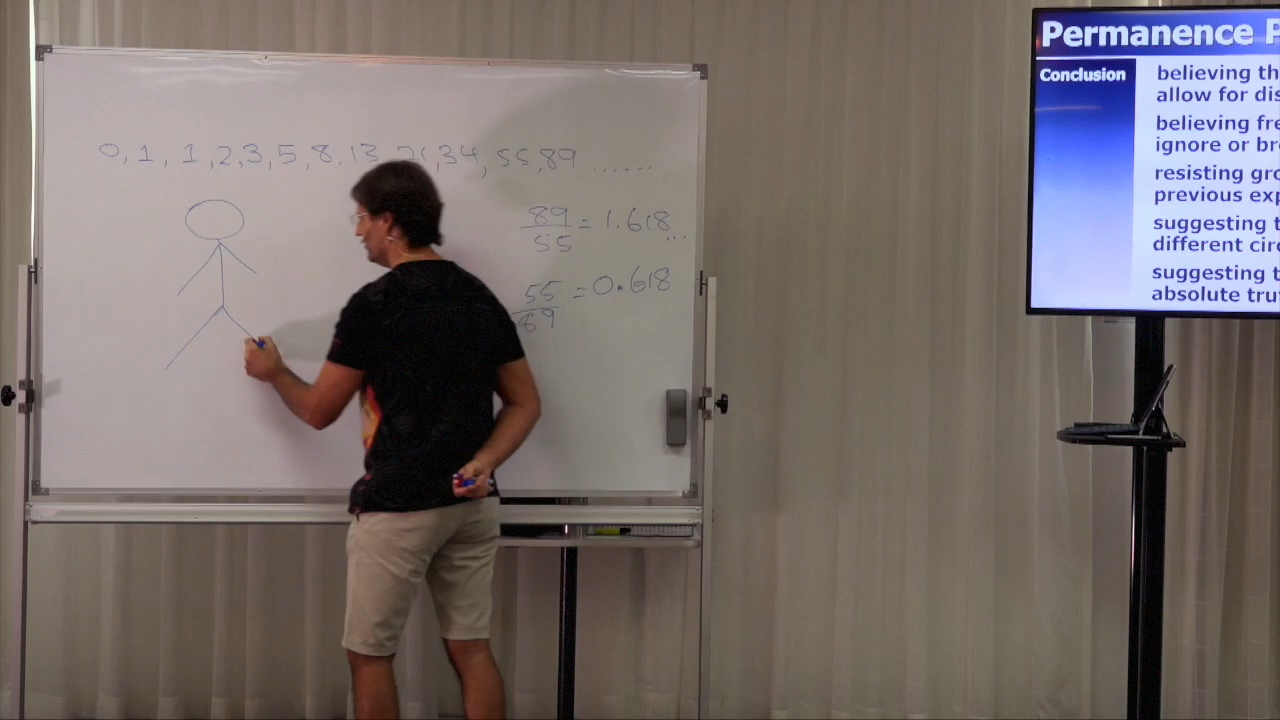 0, 1, 1, 2, 3, 5, 8, 13, 21, 34, 55, 89 .......
89
55
= 1.618...
55
89
= 0.618
Permanence P
Conclusion
believing th
allow for dis
believing fre
ignore or br
resisting gro
previous exp
suggesting t
different circ
suggesting t
absolute trut